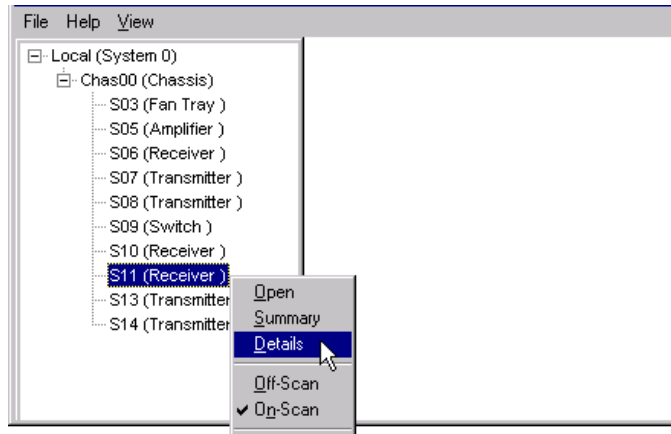 File Help View
Local (System 0)
Chas00 (Chassis)
S03 (Fan Tray )
S05 (Amplifier )
S06 (Receiver )
S07 (Transmitter )
S08 (Transmitter )
S09 (Switch )
S10 (Receiver )
S11 (Receiver )
S13 (Transmitter
S14 (Transmitter
Open
Summary
Details
Off-Scan
On-Scan